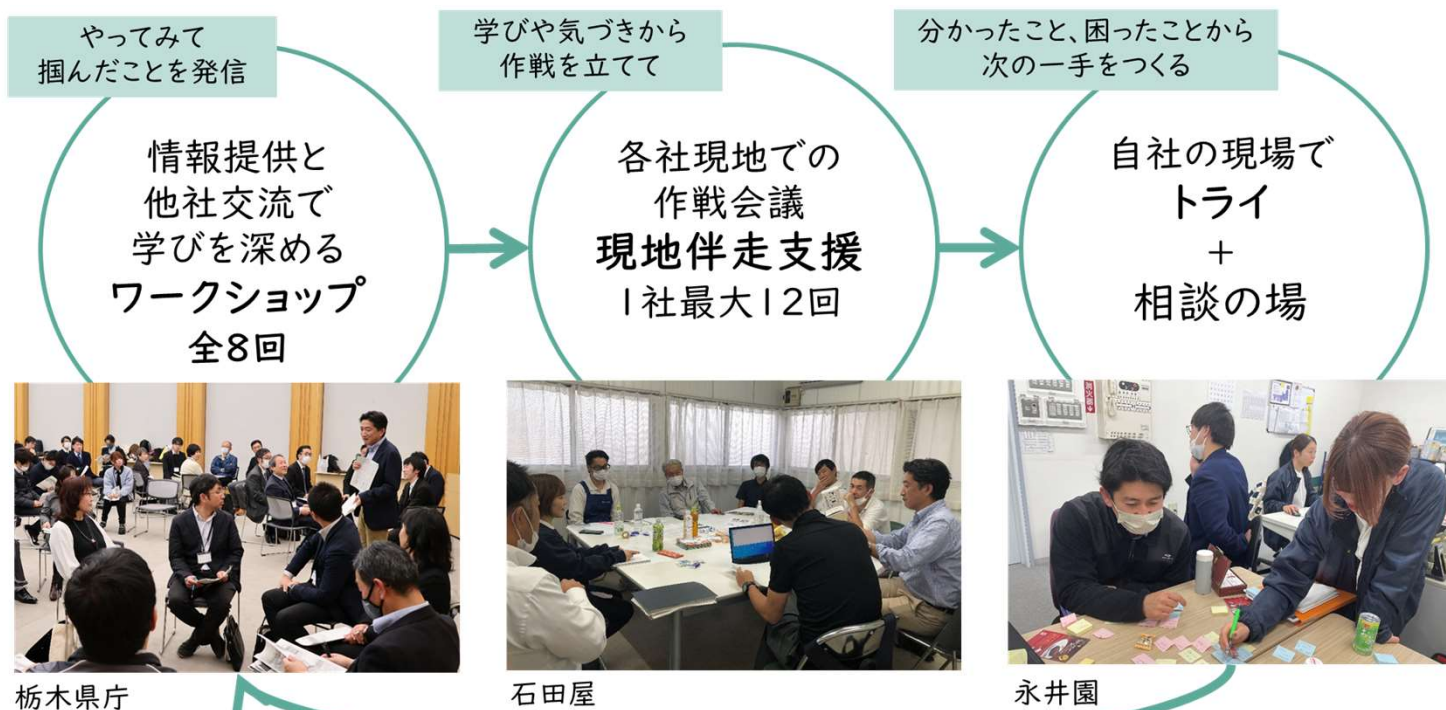 やってみて
掴んだことを発信
情報提供と
他社交流で
学びを深める
ワークショップ
全8回
栃木県庁
学びや気づきから
作戦を立てて
各社現地での
作戦会議
現地伴走支援
1社最大12回
石田屋
分かったこと、困ったことから
次の一手をつくる
自社の現場で
トライ
+
相談の場
永井園